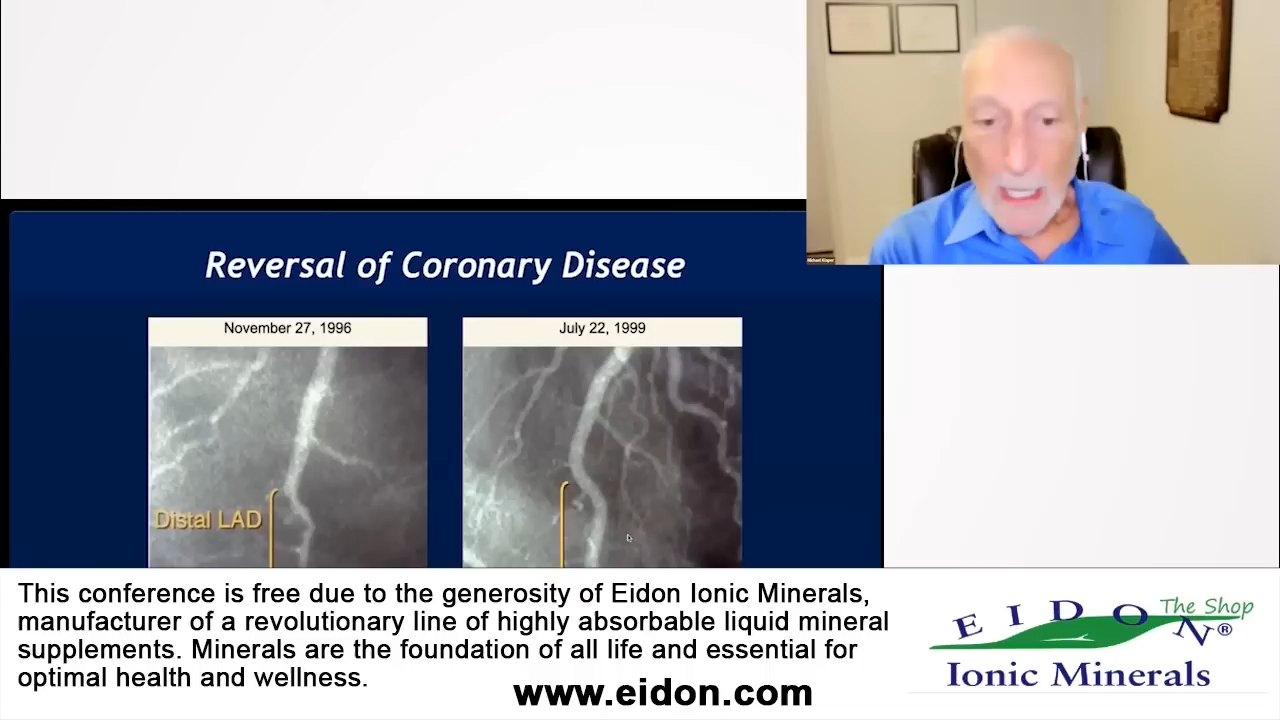 Michael Klaper
Reversal of Coronary Disease
November 27, 1996
July 22, 1999
Distal LAD
This conference is free due to the generosity of Eidon Ionic Minerals,
manufacturer of a revolutionary line of highly absorbable liquid mineral
supplements. Minerals are the foundation of all life and essential for
optimal health and wellness.
www.eidon.com
EIDON® The Shop
Ionic Minerals